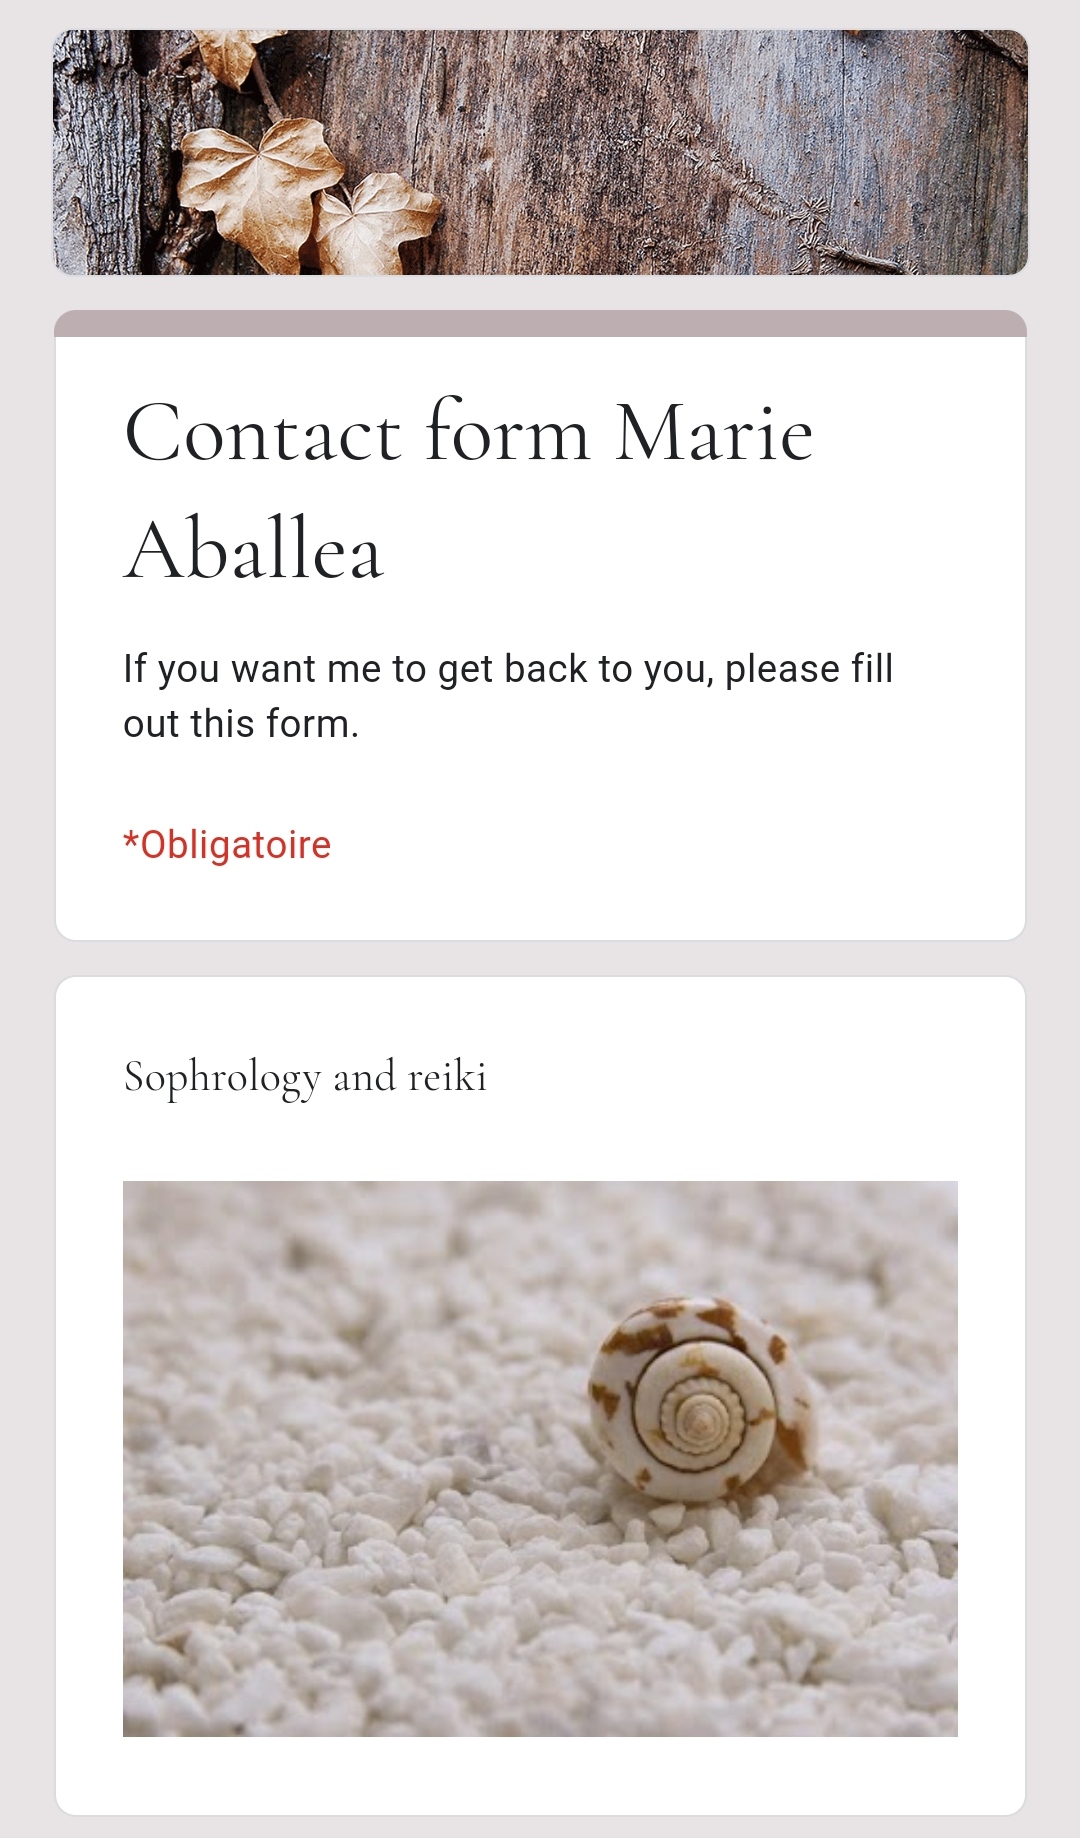 Contact form Marie
Aballea
If you want me to get back to you, please fill
out this form.
*Obligatoire
Sophrology and reiki